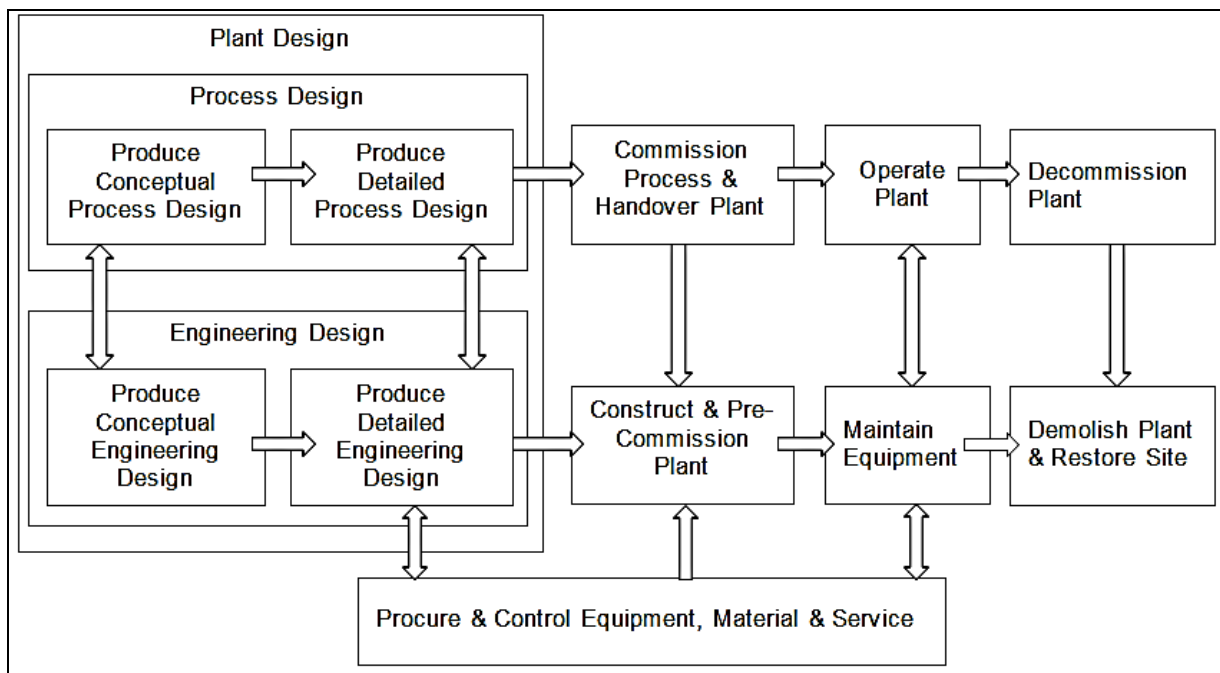 Plant Design
Process Design
Produce
Conceptual
Process Design
Produce
Detailed
Process Design
Commission
Process &
Handover Plant
Operate
Plant
Decommission
Plant
Engineering Design
Produce
Conceptual
Engineering
Design
Produce
Detailed
Engineering
Design
Construct & Pre-
Commission
Plant
Maintain
Equipment
Demolish Plant
& Restore Site
Procure & Control Equipment, Material & Service